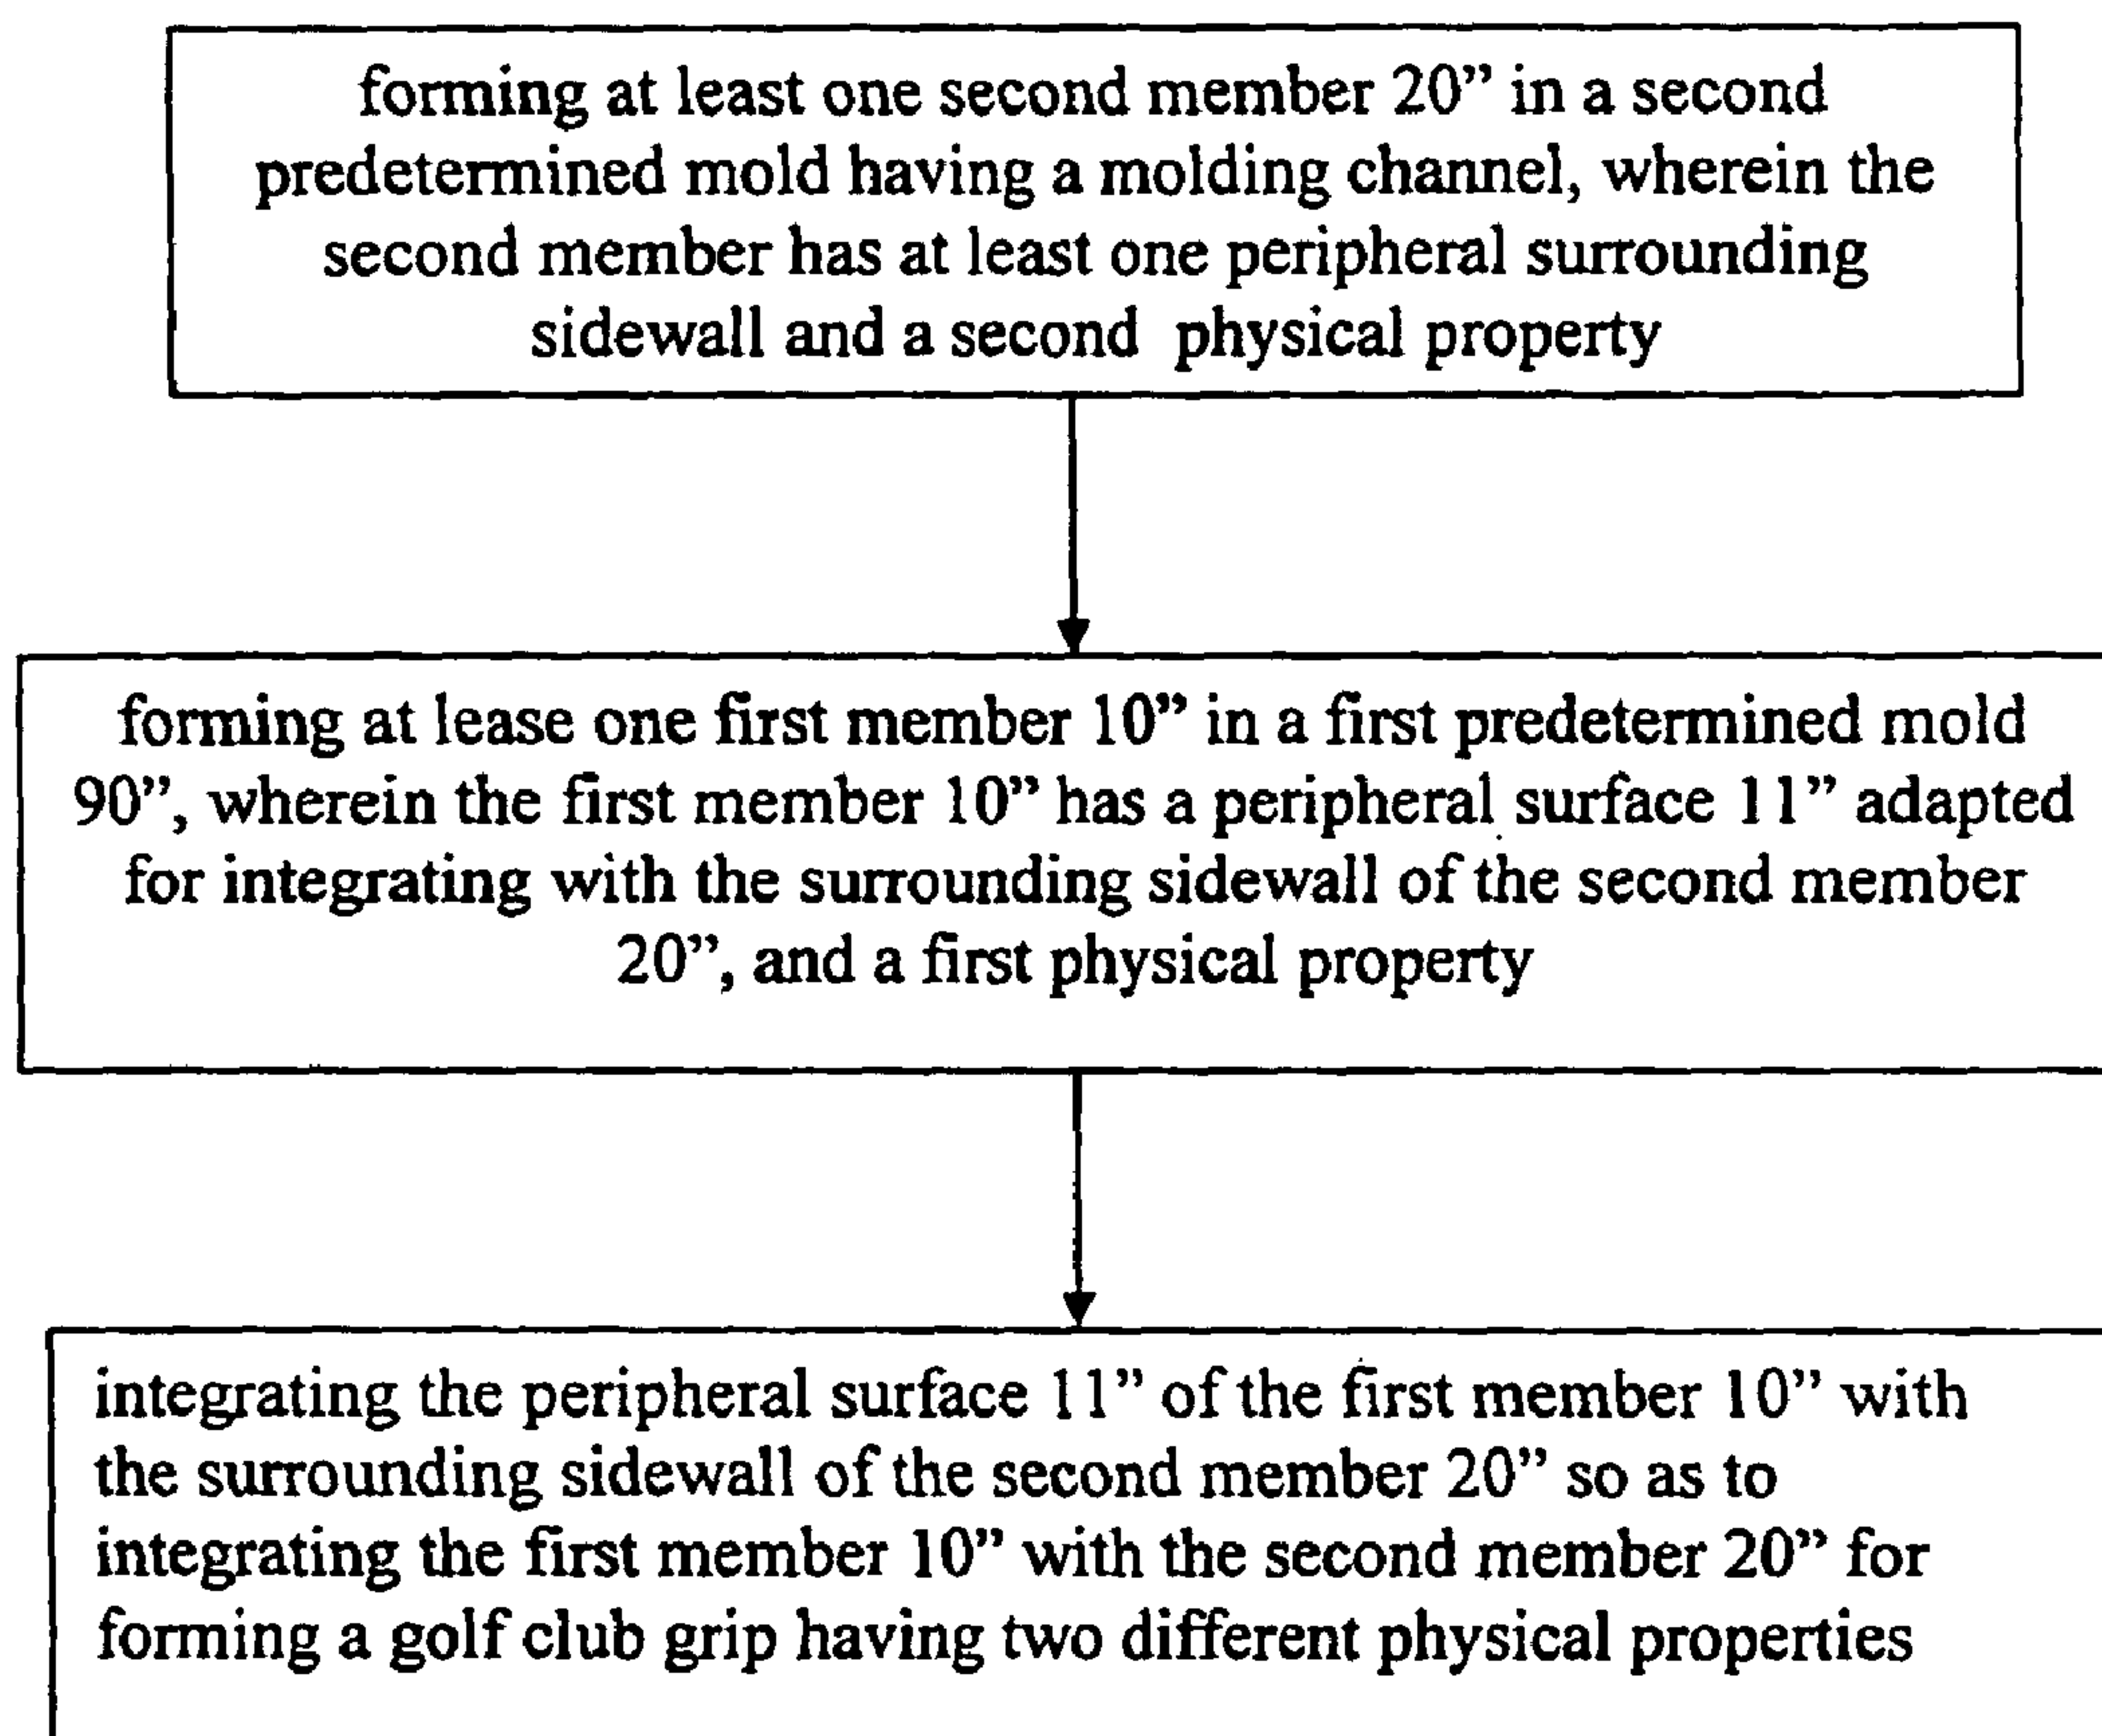 forming at least one second member 20” in a second
predetermined mold having a molding channel, wherein the
second member has at least one peripheral surrounding
sidewall and a second physical property
forming at lease one first member 10” in a first predetermined mold
90”, wherein the first member 10” has a peripheral surface 11” adapted
for integrating with the surrounding sidewall of the second member
20”, and a first physical property
integrating the peripheral surface 11” of the first member 10” with
the surrounding sidewall of the second member 20” so as to
integrating the first member 10” with the second member 20” for
forming a golf club grip having two different physical properties